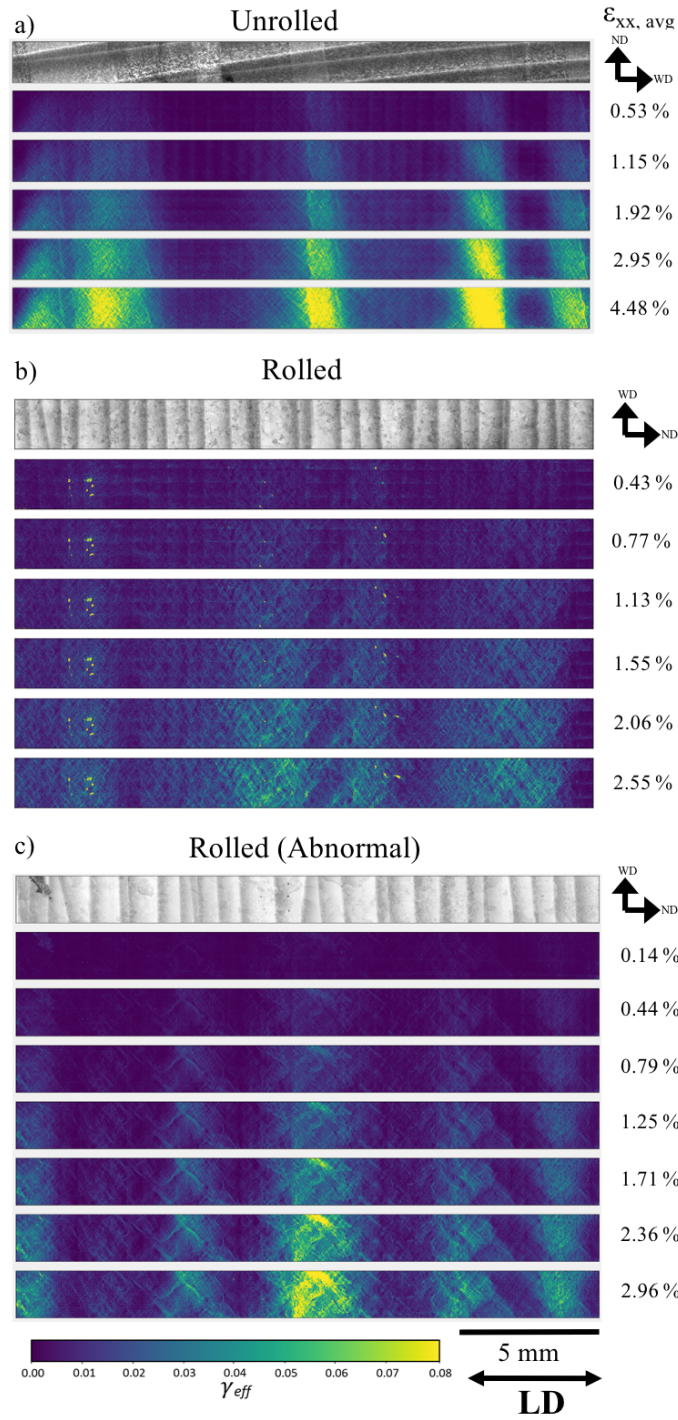 a)
Unrolled
εxx, avg
ND
WD
0.53 %
1.15 %
1.92 %
2.95 %
4.48 %
b)
Rolled
WD
ND
0.43 %
0.77 %
1.13 %
1.55 %
2.06 %
2.55 %
c)
Rolled (Abnormal)
WD
ND
0.14 %
0.44 %
0.79 %
1.25 %
1.71 %
2.36 %
2.96 %
0.00 0.01 0.02 0.03 0.04 0.05 0.06 0.07 0.08
γeff
5 mm
LD